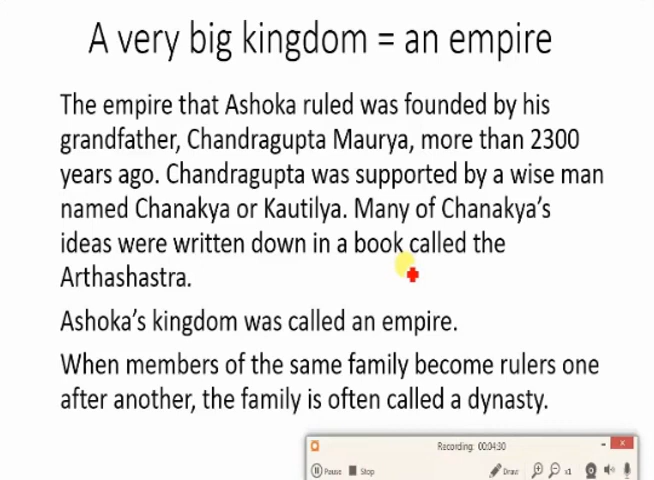 A very big kingdom = an empire
The empire that Ashoka ruled was founded by his
grandfather, Chandragupta Maurya, more than 2300
years ago. Chandragupta was supported by a wise man
named Chanakya or Kautilya. Many of Chanakya's
ideas were written down in a book called the
Arthashastra.
Ashoka's kingdom was called an empire.
When members of the same family become rulers one
after another, the family is often called a dynasty.
Recording: 00:04:30
Pause Stop Draw x1